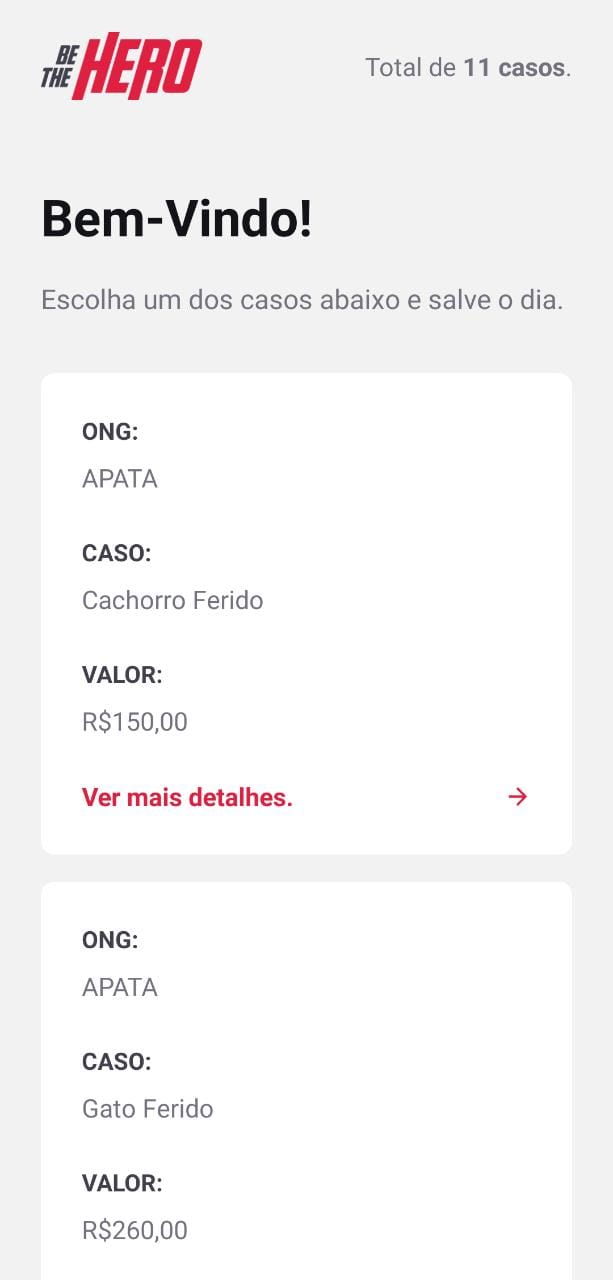 BE THE HERO
Total de 11 casos.
Bem-Vindo!
Escolha um dos casos abaixo e salve o dia.
ONG:
APATA
CASO:
Cachorro Ferido
VALOR:
R$150,00
Ver mais detalhes.
ONG:
APATA
CASO:
Gato Ferido
VALOR:
R$260,00